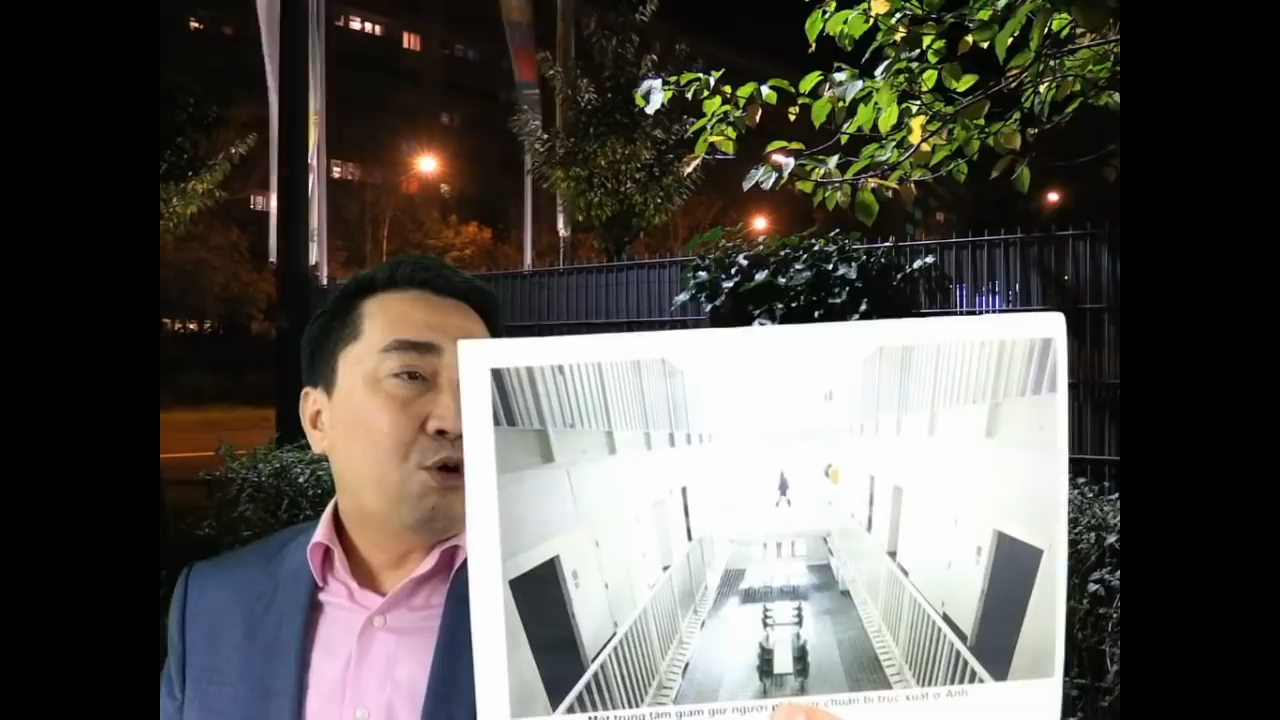 Một trung tâm giam giữ người chuẩn bị trục xuất ở Anh